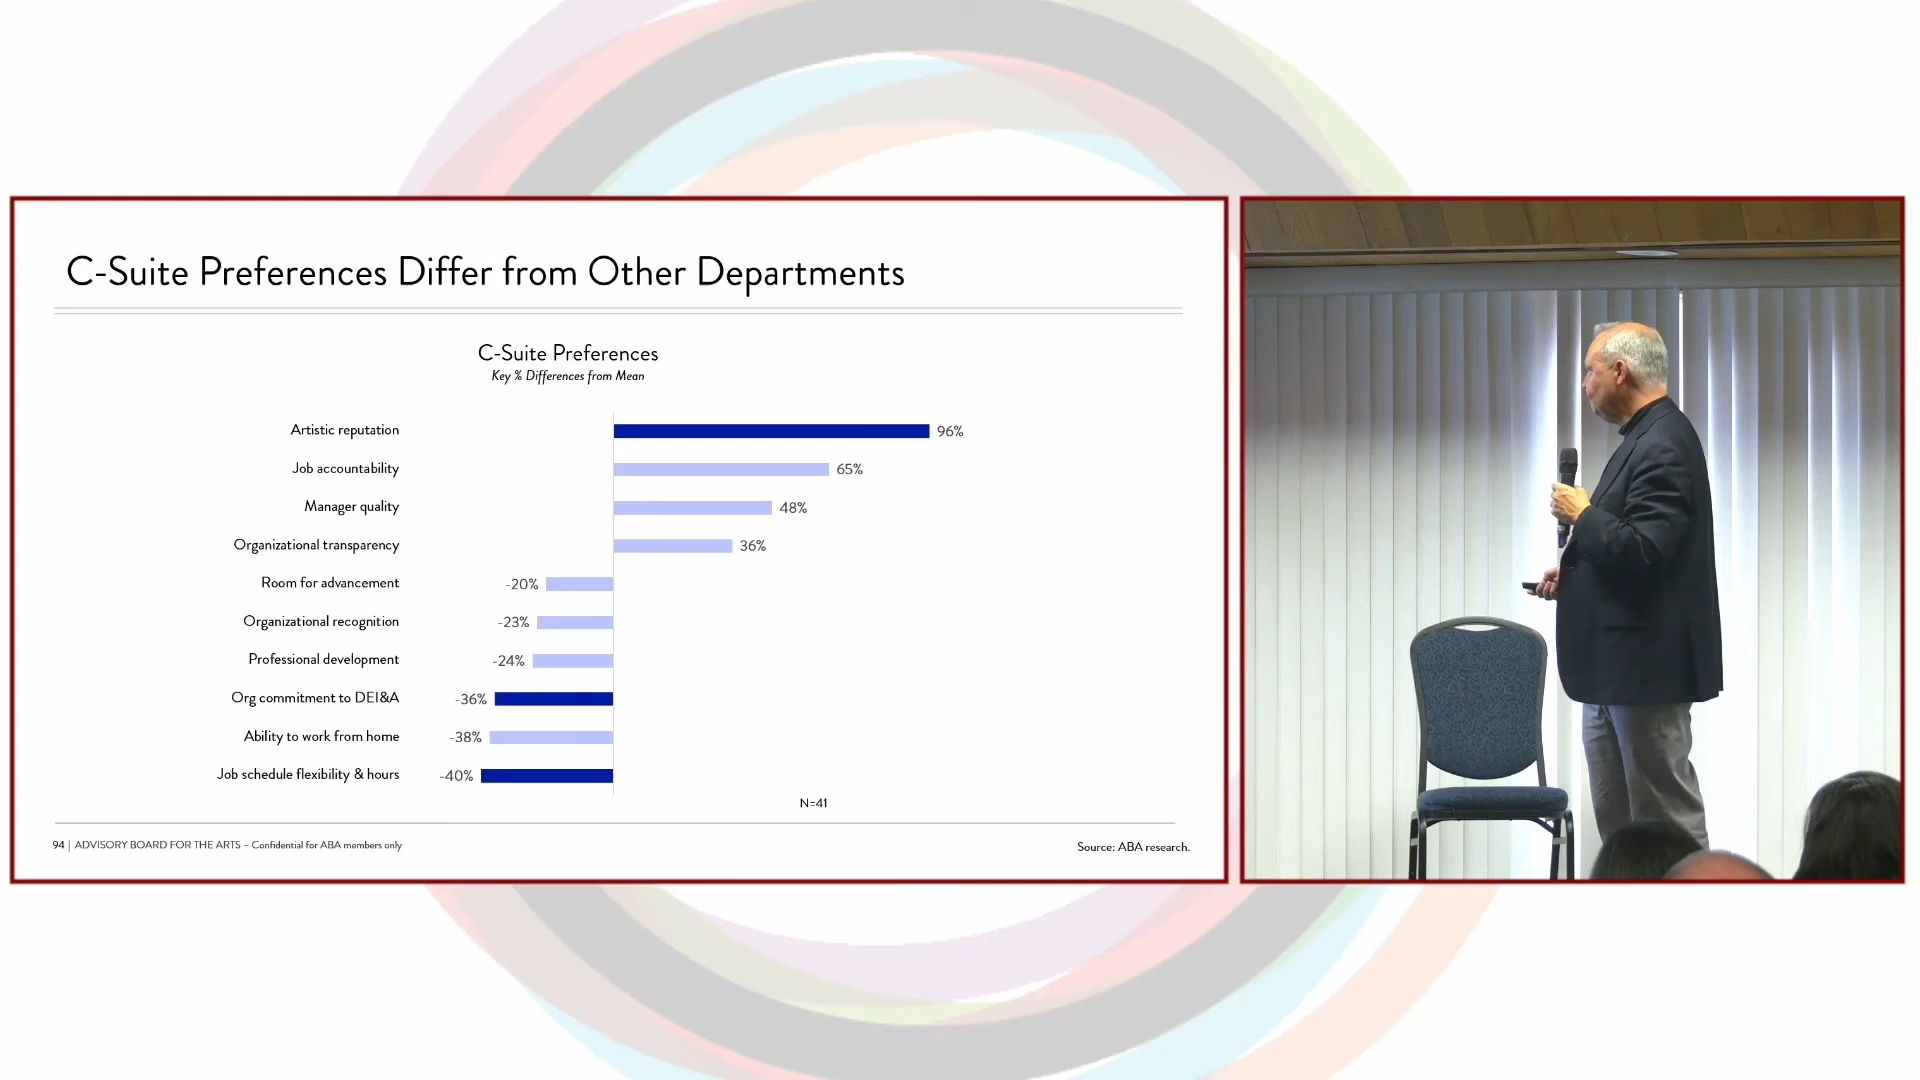 C-Suite Preferences Differ from Other Departments
C-Suite Preferences
Key % Differences from Mean
Artistic reputation 96%
Job accountability 65%
Manager quality 48%
Organizational transparency 36%
Room for advancement -20%
Organizational recognition -23%
Professional development -24%
Org commitment to DEI&A -36%
Ability to work from home -38%
Job schedule flexibility & hours -40%
N=41
94 | ADVISORY BOARD FOR THE ARTS – Confidential for ABA members only
Source: ABA research.